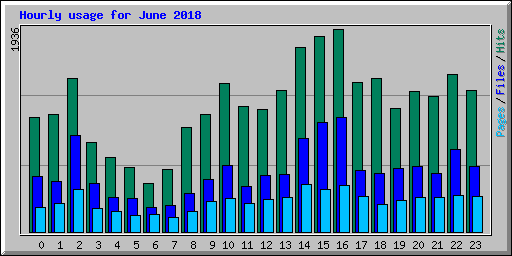 Hourly usage for June 2018
1936
Pages/Files/Hits
0 1 2 3 4 5 6 7 8 9 10 11 12 13 14 15 16 17 18 19 20 21 22 23